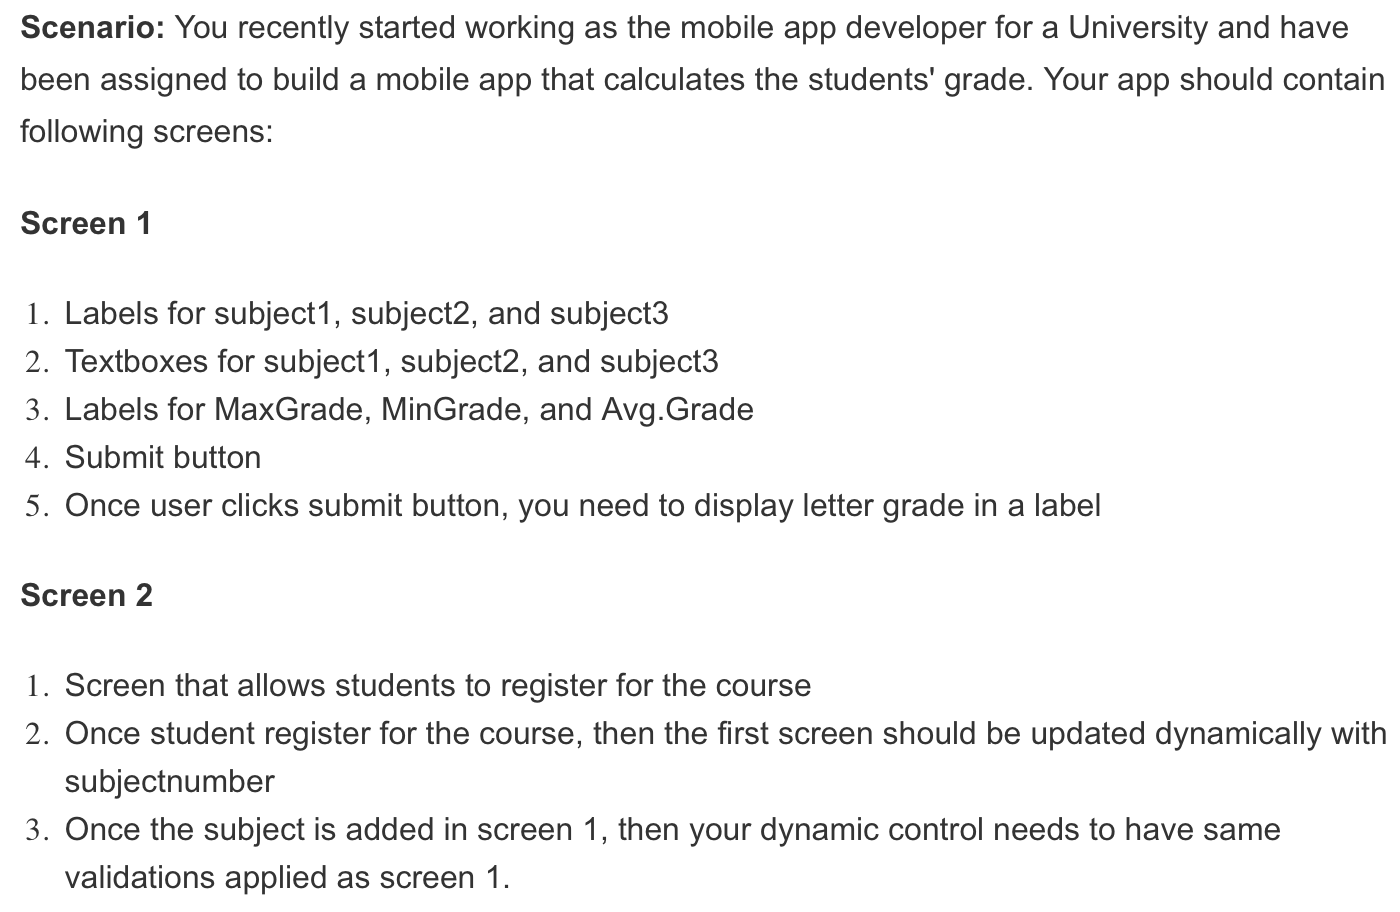 Scenario: You recently started working as the mobile app developer for a University and have
been assigned to build a mobile app that calculates the students' grade. Your app should contain
following screens:
Screen 1
1. Labels for subject1, subject2, and subject3
2. Textboxes for subject1, subject2, and subject3
3. Labels for MaxGrade, MinGrade, and Avg.Grade
4. Submit button
5. Once user clicks submit button, you need to display letter grade in a label
Screen 2
1. Screen that allows students to register for the course
2. Once student register for the course, then the first screen should be updated dynamically with
subjectnumber
3. Once the subject is added in screen 1, then your dynamic control needs to have same
validations applied as screen 1.